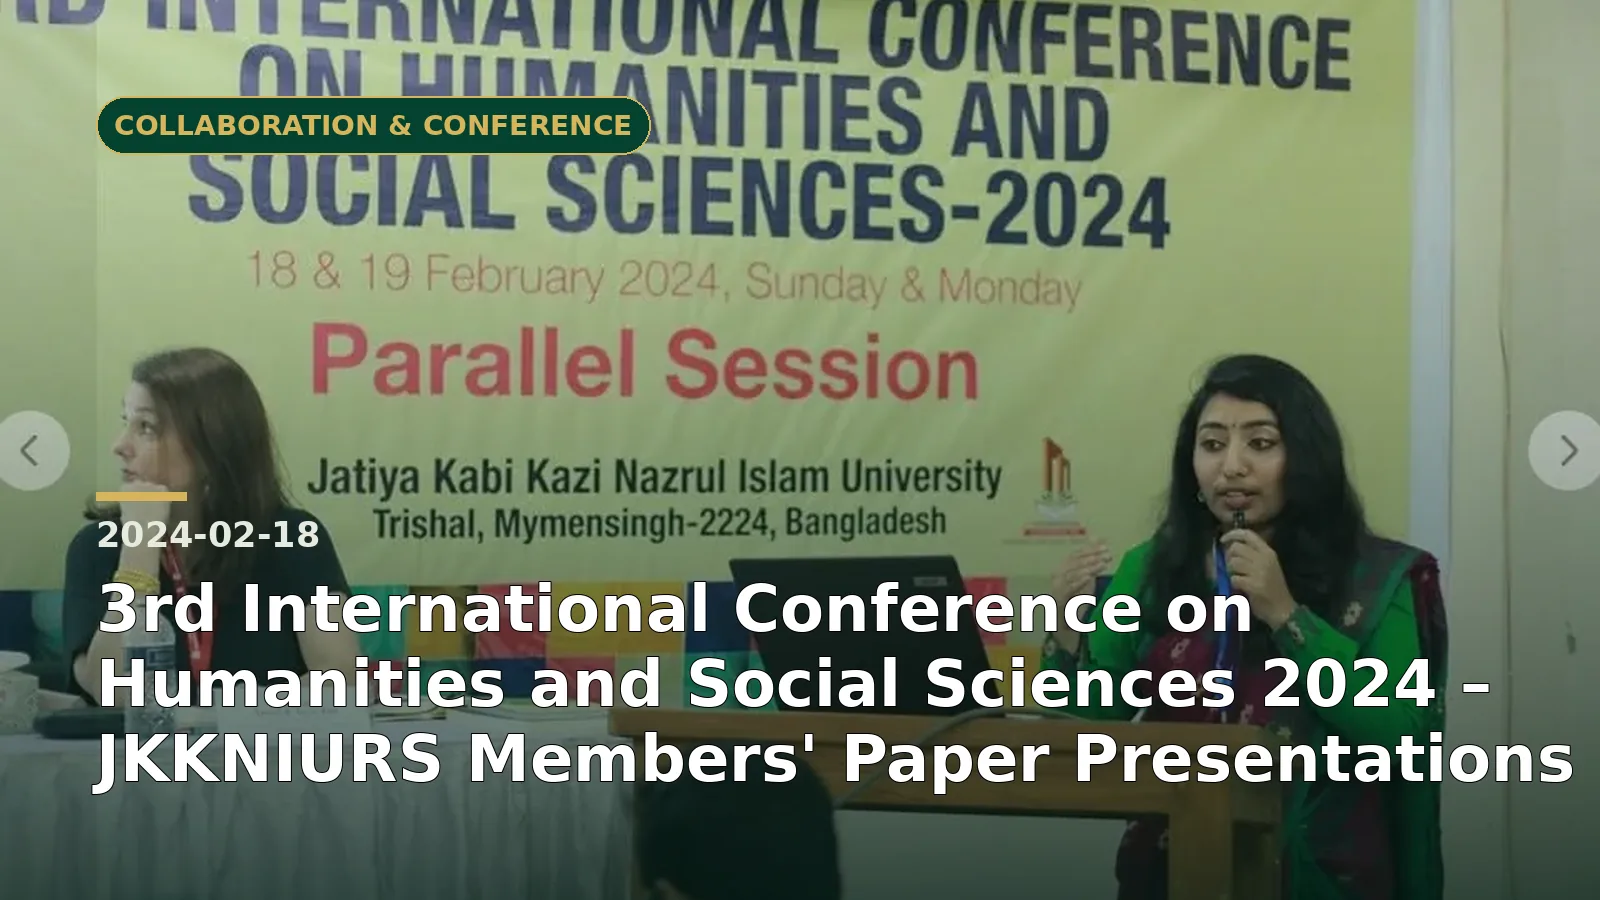 RD INTERNATIONAL CONFERENCE
ON HUMANITIES AND
COLLABORATION & CONFERENCE
SOCIAL SCIENCES-2024
18 & 19 February 2024, Sunday & Monday
Parallel Session
Jatiya Kabi Kazi Nazrul Islam University
Trishal, Mymensingh-2224, Bangladesh
2024-02-18
3rd International Conference on
Humanities and Social Sciences 2024 –
JKKNIURS Members' Paper Presentations